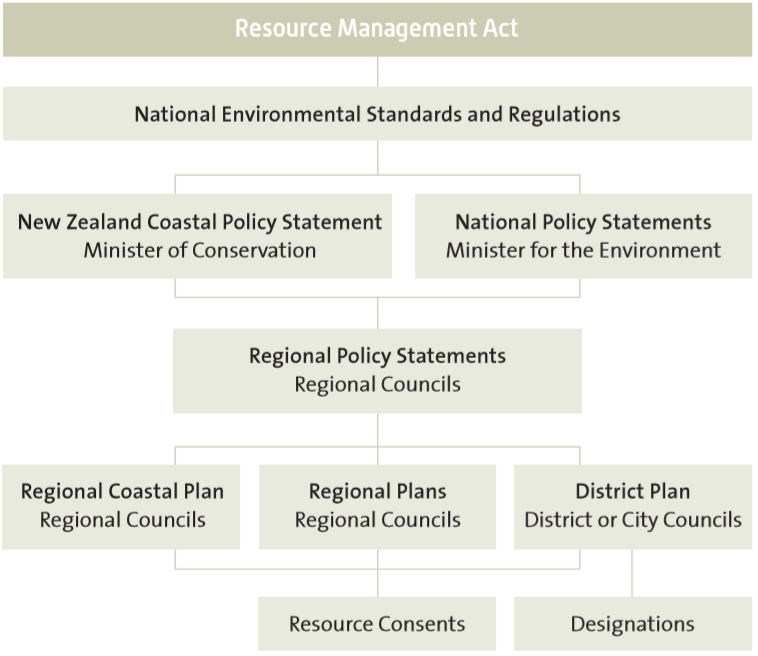 Resource Management Act
National Environmental Standards and Regulations
New Zealand Coastal Policy Statement
Minister of Conservation
National Policy Statements
Minister for the Environment
Regional Policy Statements
Regional Councils
Regional Coastal Plan
Regional Councils
Regional Plans
Regional Councils
District Plan
District or City Councils
Resource Consents
Designations